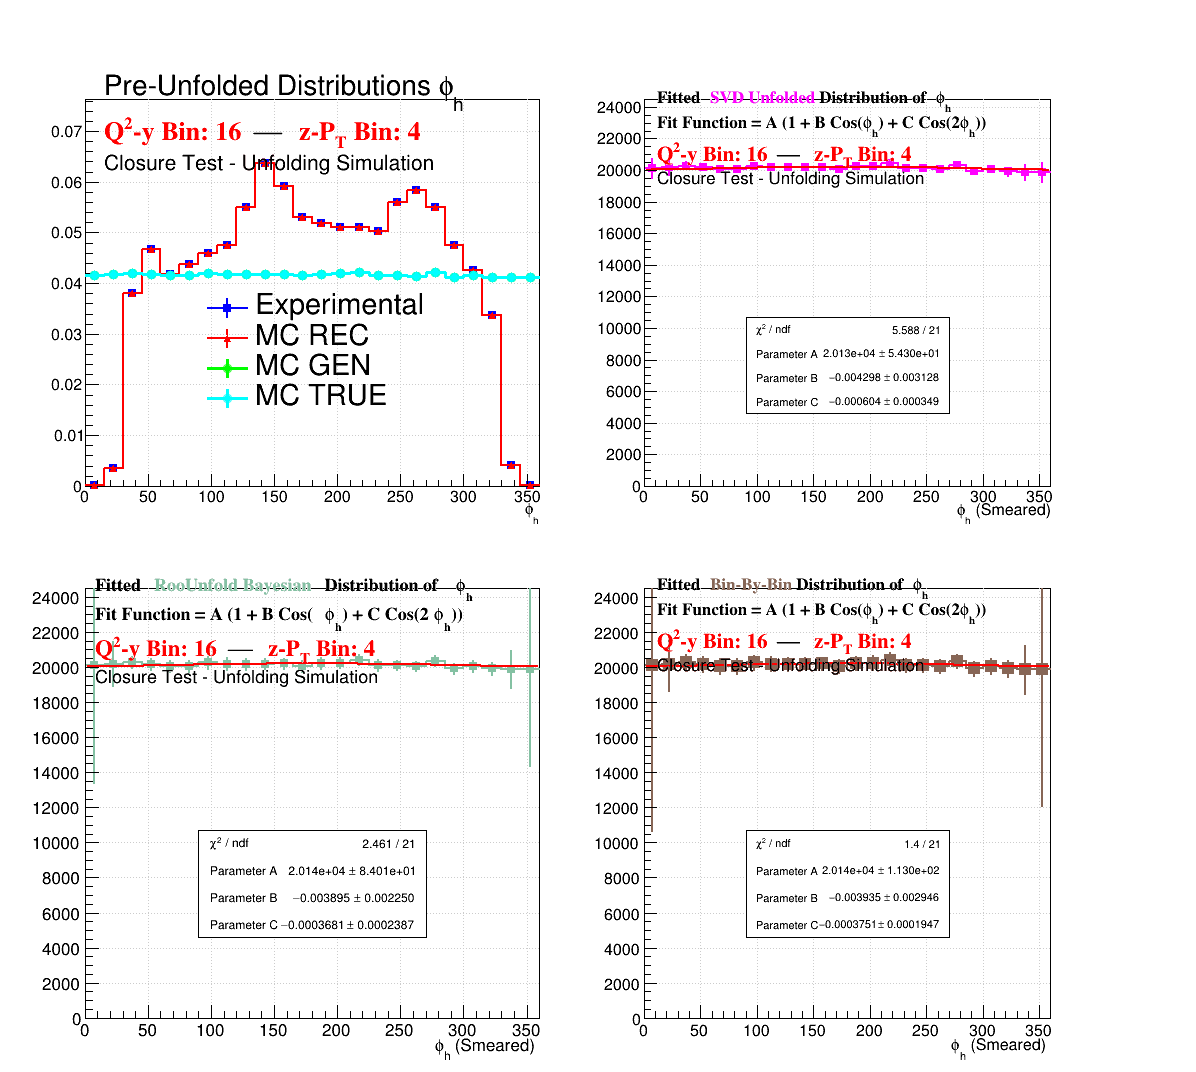 Pre-Unfolded Distributions ϕh
Q²-y Bin: 16 — z-PT Bin: 4
Closure Test - Unfolding Simulation
0.07
0.06
0.05
0.04
0.03
0.02
0.01
0
Experimental
MC REC
MC GEN
MC TRUE
0 50 100 150 200 250 300 350
ϕh
Fitted SVD Unfolded Distribution of ϕh
Fit Function = A (1 + B Cos(ϕh) + C Cos(2ϕh))
Q²-y Bin: 16 — z-PT Bin: 4
Closure Test - Unfolding Simulation
24000
22000
20000
18000
16000
14000
12000
10000
8000
6000
4000
2000
0
χ² / ndf 5.588 / 21
Parameter A 2.013e+04 ± 5.430e+01
Parameter B −0.004298 ± 0.003128
Parameter C −0.000604 ± 0.000349
0 50 100 150 200 250 300 350
ϕh (Smeared)
Fitted RooUnfold Bayesian Distribution of ϕh
Fit Function = A (1 + B Cos( ϕh) + C Cos(2 ϕh))
Q²-y Bin: 16 — z-PT Bin: 4
Closure Test - Unfolding Simulation
24000
22000
20000
18000
16000
14000
12000
10000
8000
6000
4000
2000
0
χ² / ndf 2.461 / 21
Parameter A 2.014e+04 ± 8.401e+01
Parameter B −0.003895 ± 0.002250
Parameter C −0.0003681 ± 0.0002387
0 50 100 150 200 250 300 350
ϕh (Smeared)
Fitted Bin-By-Bin Distribution of ϕh
Fit Function = A (1 + B Cos(ϕh) + C Cos(2ϕh))
Q²-y Bin: 16 — z-PT Bin: 4
Closure Test - Unfolding Simulation
24000
22000
20000
18000
16000
14000
12000
10000
8000
6000
4000
2000
0
χ² / ndf 1.4 / 21
Parameter A 2.014e+04 ± 1.130e+02
Parameter B −0.003935 ± 0.002946
Parameter C −0.0003751 ± 0.0001947
0 50 100 150 200 250 300 350
ϕh (Smeared)